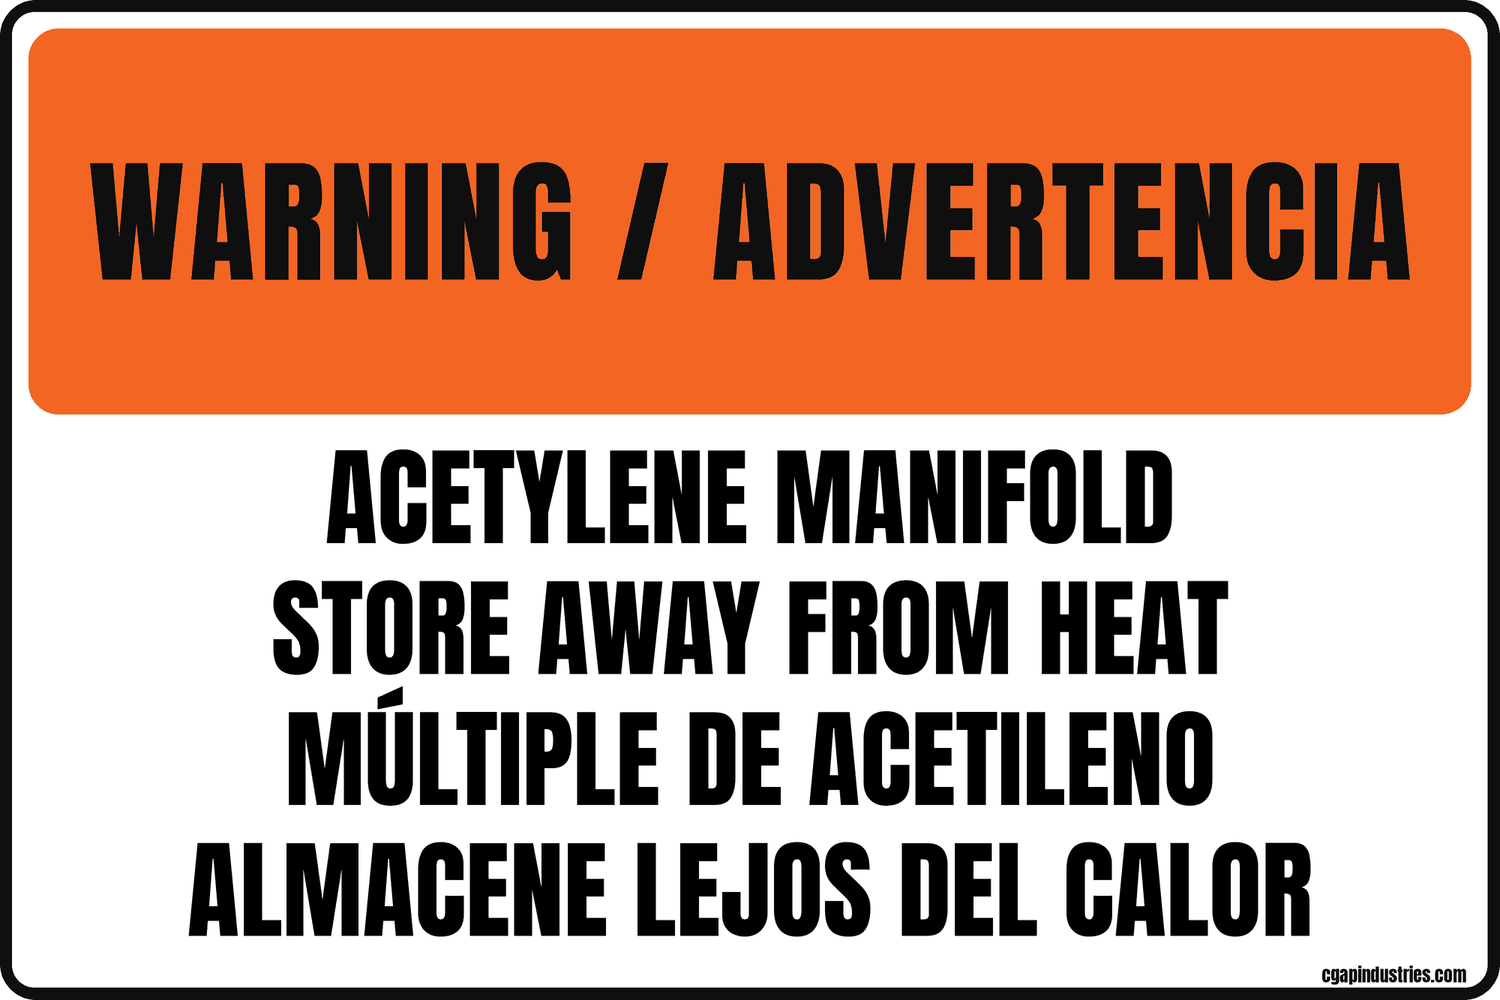 WARNING / ADVERTENCIA
ACETYLENE MANIFOLD
STORE AWAY FROM HEAT
MÚLTIPLE DE ACETILENO
ALMACENE LEJOS DEL CALOR
cgapindustries.com